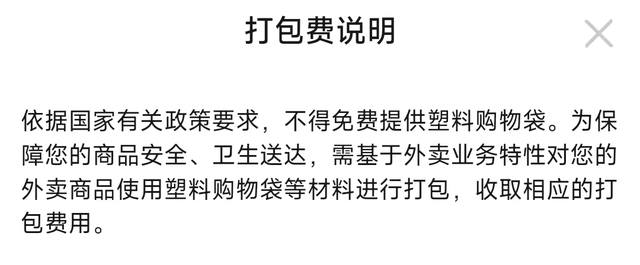 打包费说明
依据国家有关政策要求，不得免费提供塑料购物袋。为保
障您的商品安全、卫生送达，需基于外卖业务特性对您的
外卖商品使用塑料购物袋等材料进行打包，收取相应的打
包费用。